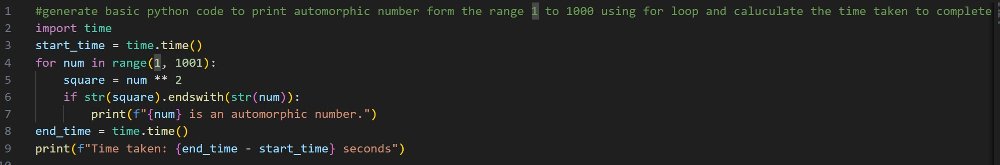 1 #generate basic python code to print automorphic number form the range 1 to 1000 using for loop and caluculate the time taken to complete
2 import time
3 start_time = time.time()
4 for num in range(1, 1001):
5     square = num ** 2
6     if str(square).endswith(str(num)):
7         print(f"{num} is an automorphic number.")
8 end_time = time.time()
9 print(f"Time taken: {end_time - start_time} seconds")
10